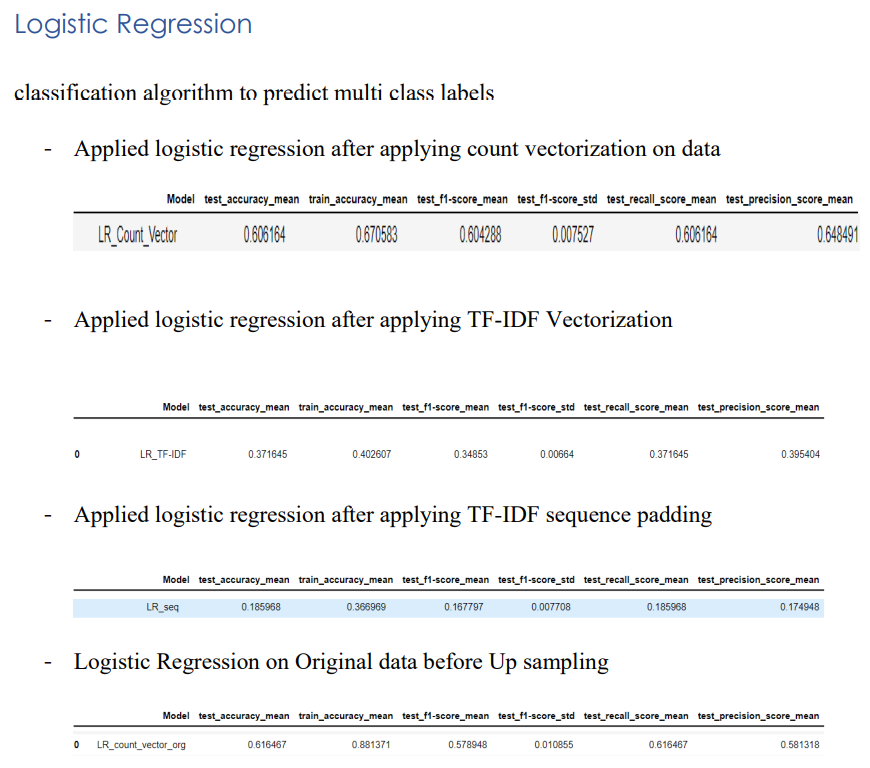 Logistic Regression
classification algorithm to predict multi class labels
- Applied logistic regression after applying count vectorization on data
Model test_accuracy_mean train_accuracy_mean test_f1-score_mean test_f1-score_std test_recall_score_mean test_precision_score_mean
LR_Count_Vector 0.606164 0.670583 0.604288 0.007527 0.606164 0.648491
- Applied logistic regression after applying TF-IDF Vectorization
Model test_accuracy_mean train_accuracy_mean test_f1-score_mean test_f1-score_std test_recall_score_mean test_precision_score_mean
0 LR_TF-IDF 0.371645 0.402607 0.34853 0.00664 0.371645 0.395404
- Applied logistic regression after applying TF-IDF sequence padding
Model test_accuracy_mean train_accuracy_mean test_f1-score_mean test_f1-score_std test_recall_score_mean test_precision_score_mean
LR_seq 0.185968 0.366969 0.167797 0.007708 0.185968 0.174948
- Logistic Regression on Original data before Up sampling
Model test_accuracy_mean train_accuracy_mean test_f1-score_mean test_f1-score_std test_recall_score_mean test_precision_score_mean
0 LR_count_vector_org 0.616467 0.881371 0.578948 0.010855 0.616467 0.581318